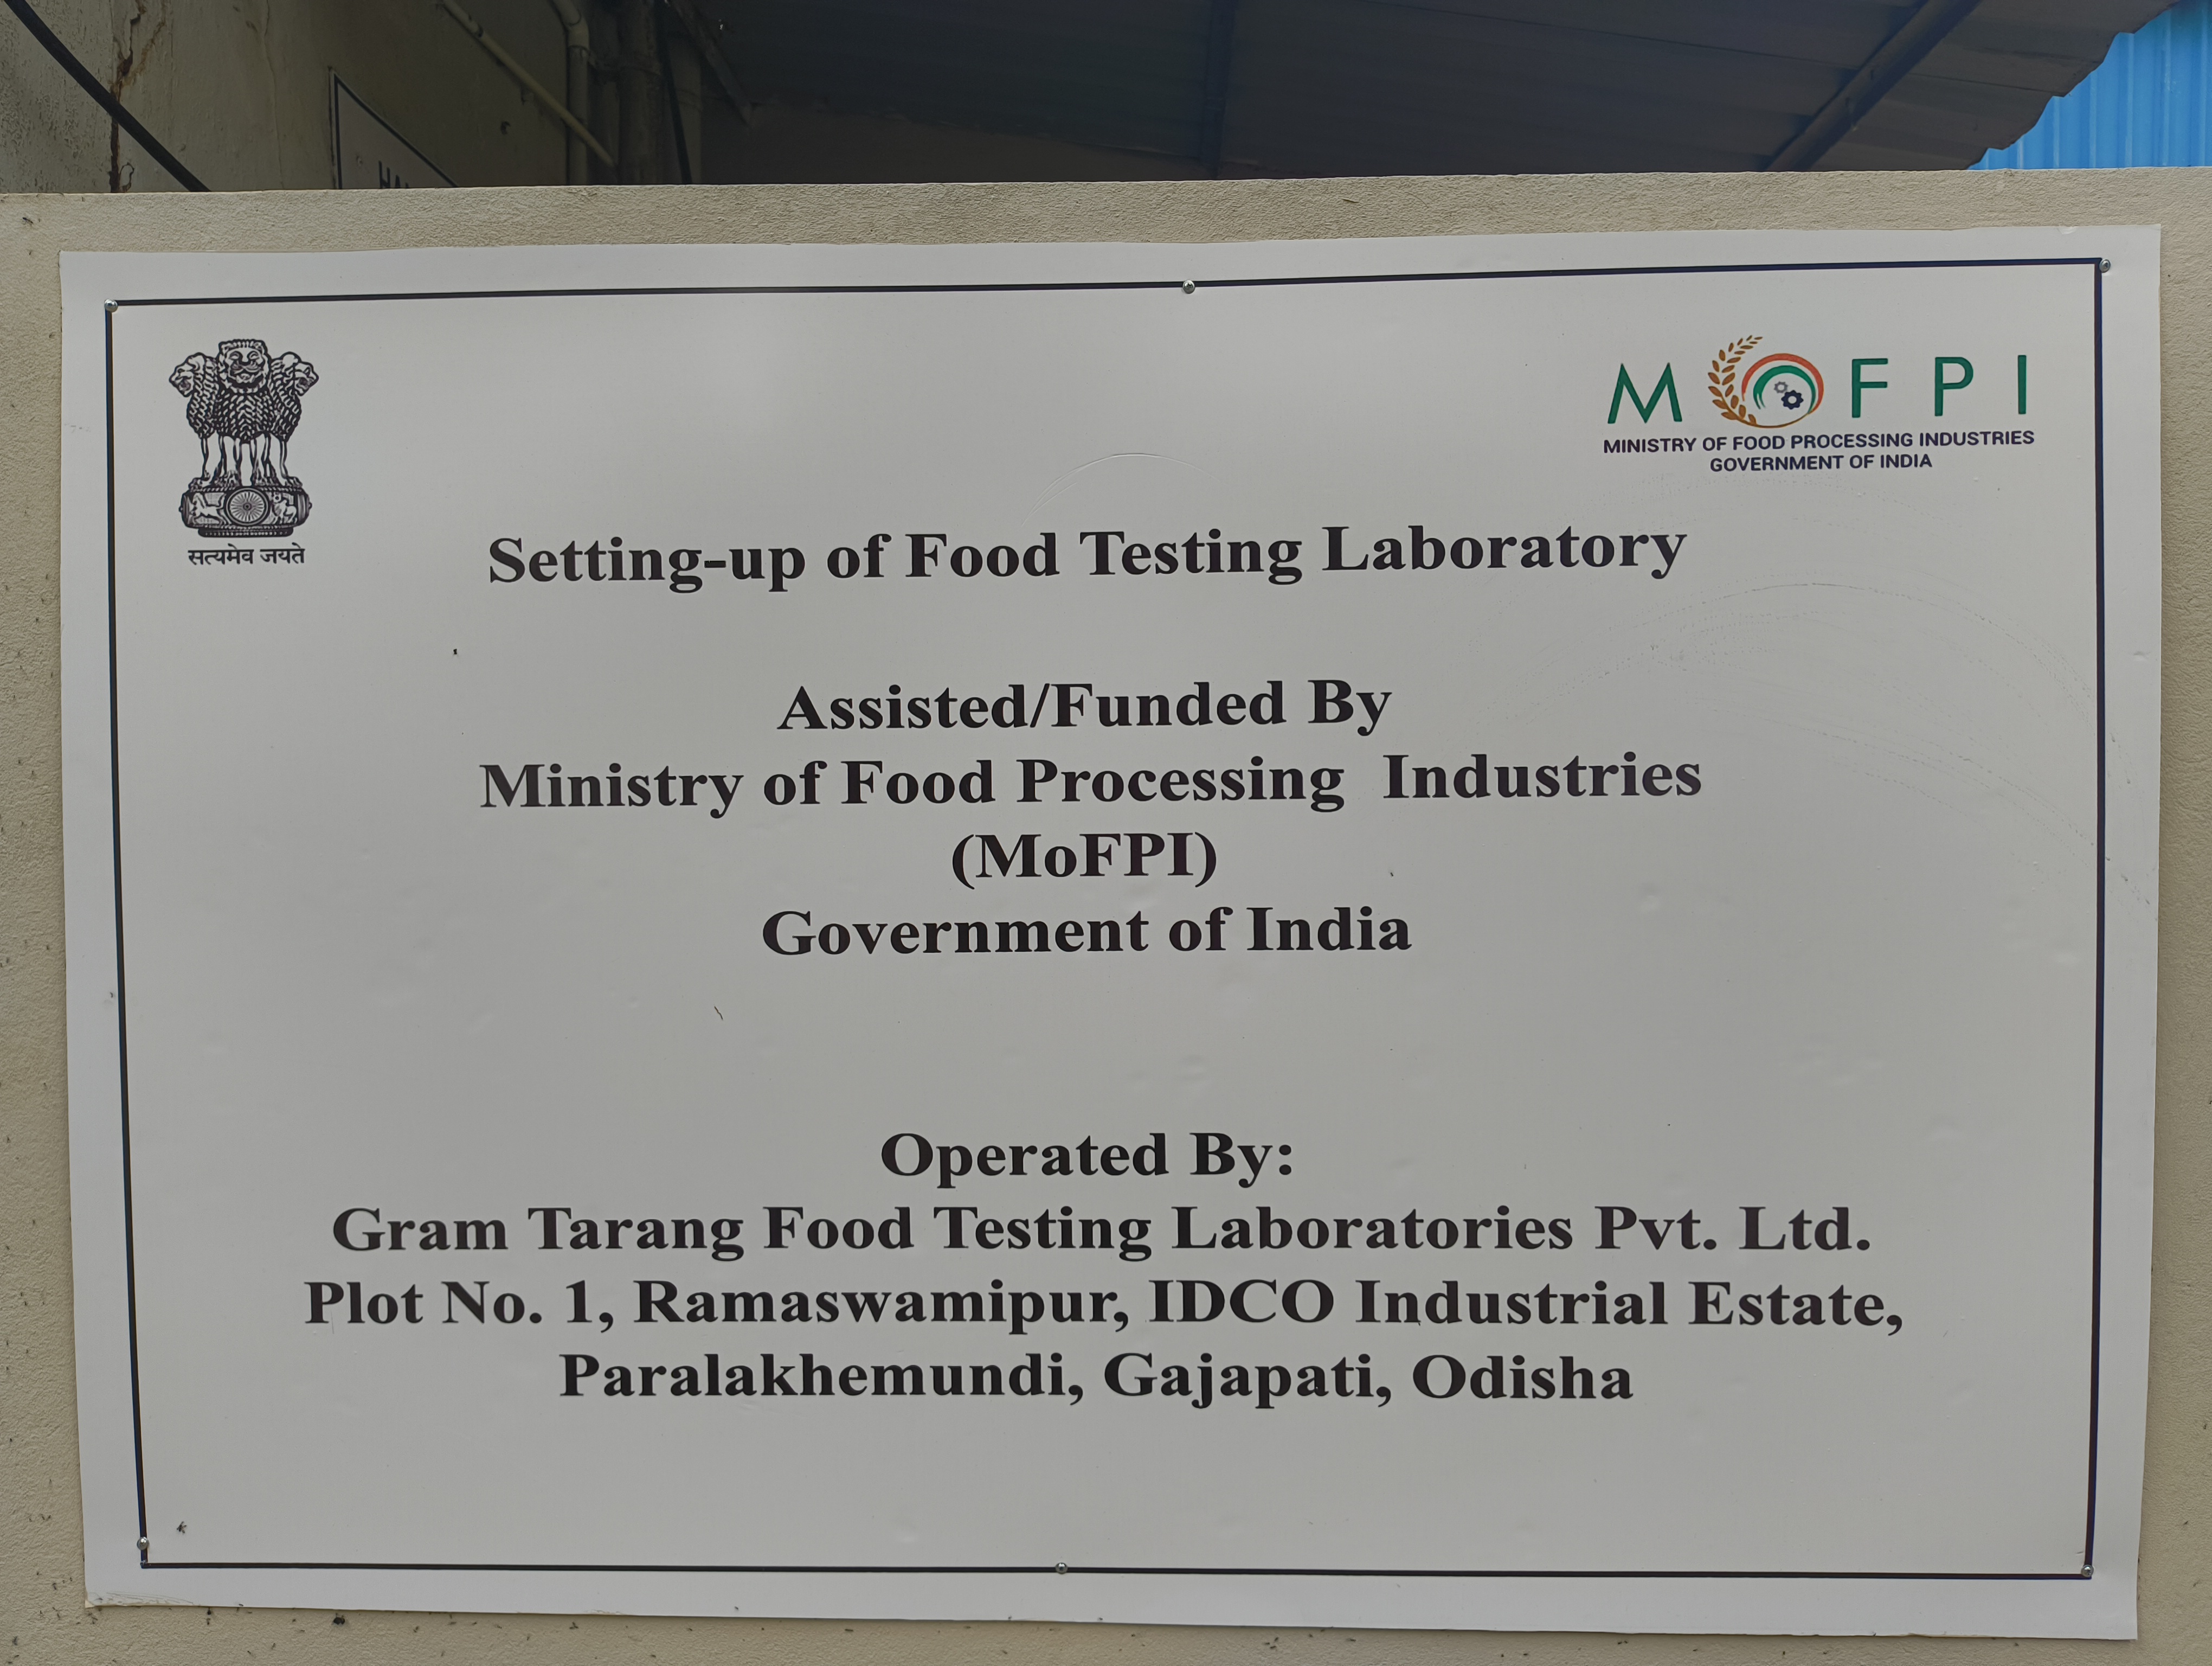 सत्यमेव जयते
M FPI
MINISTRY OF FOOD PROCESSING INDUSTRIES
GOVERNMENT OF INDIA
Setting-up of Food Testing Laboratory
Assisted/Funded By
Ministry of Food Processing Industries
(MoFPI)
Government of India
Operated By:
Gram Tarang Food Testing Laboratories Pvt. Ltd.
Plot No. 1, Ramaswamipur, IDCO Industrial Estate,
Paralakhemundi, Gajapati, Odisha